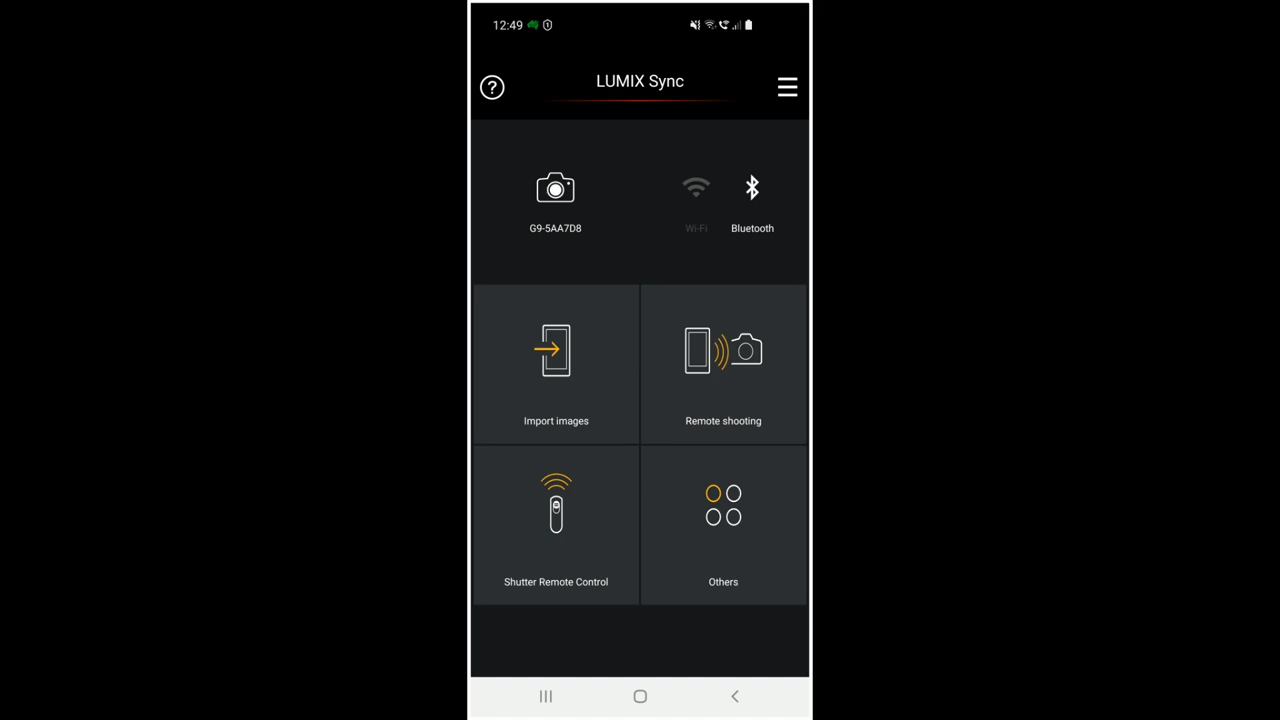 12:49
LUMIX Sync
G9-5AA7D8
Wi-Fi
Bluetooth
Import images
Remote shooting
Shutter Remote Control
Others